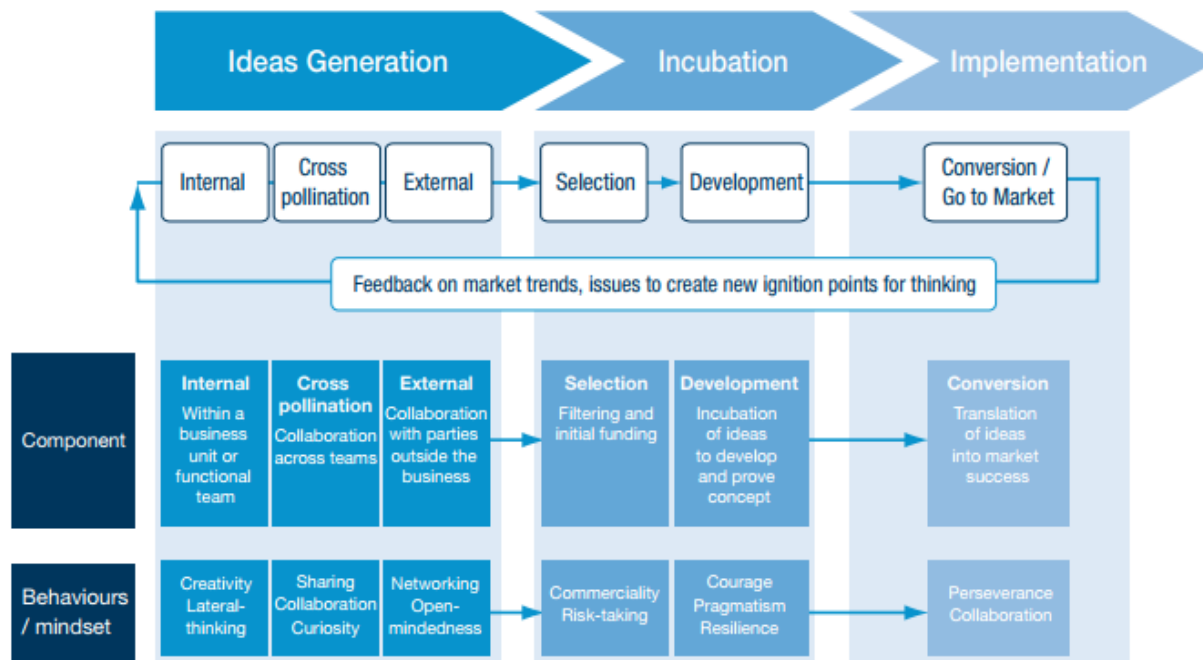 Ideas Generation
Incubation
Implementation
Internal
Cross
pollination
External
Selection
Development
Conversion /
Go to Market
Feedback on market trends, issues to create new ignition points for thinking
Component
Internal
Within a
business
unit or
functional
team
Cross
pollination
Collaboration
across teams
External
Collaboration
with parties
outside the
business
Selection
Filtering and
initial funding
Development
Incubation
of ideas
to develop
and prove
concept
Conversion
Translation
of ideas
into market
success
Behaviours
/ mindset
Creativity
Lateral-
thinking
Sharing
Collaboration
Curiosity
Networking
Open-
mindedness
Commerciality
Risk-taking
Courage
Pragmatism
Resilience
Perseverance
Collaboration